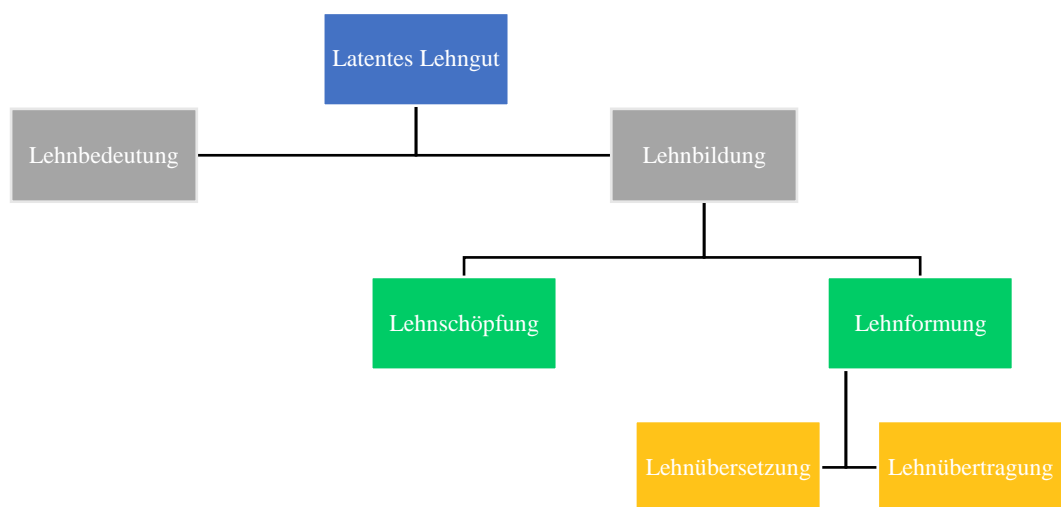 Latentes Lehngut
Lehnbedeutung
Lehnbildung
Lehnschöpfung
Lehnformung
Lehnübersetzung
Lehnübertragung